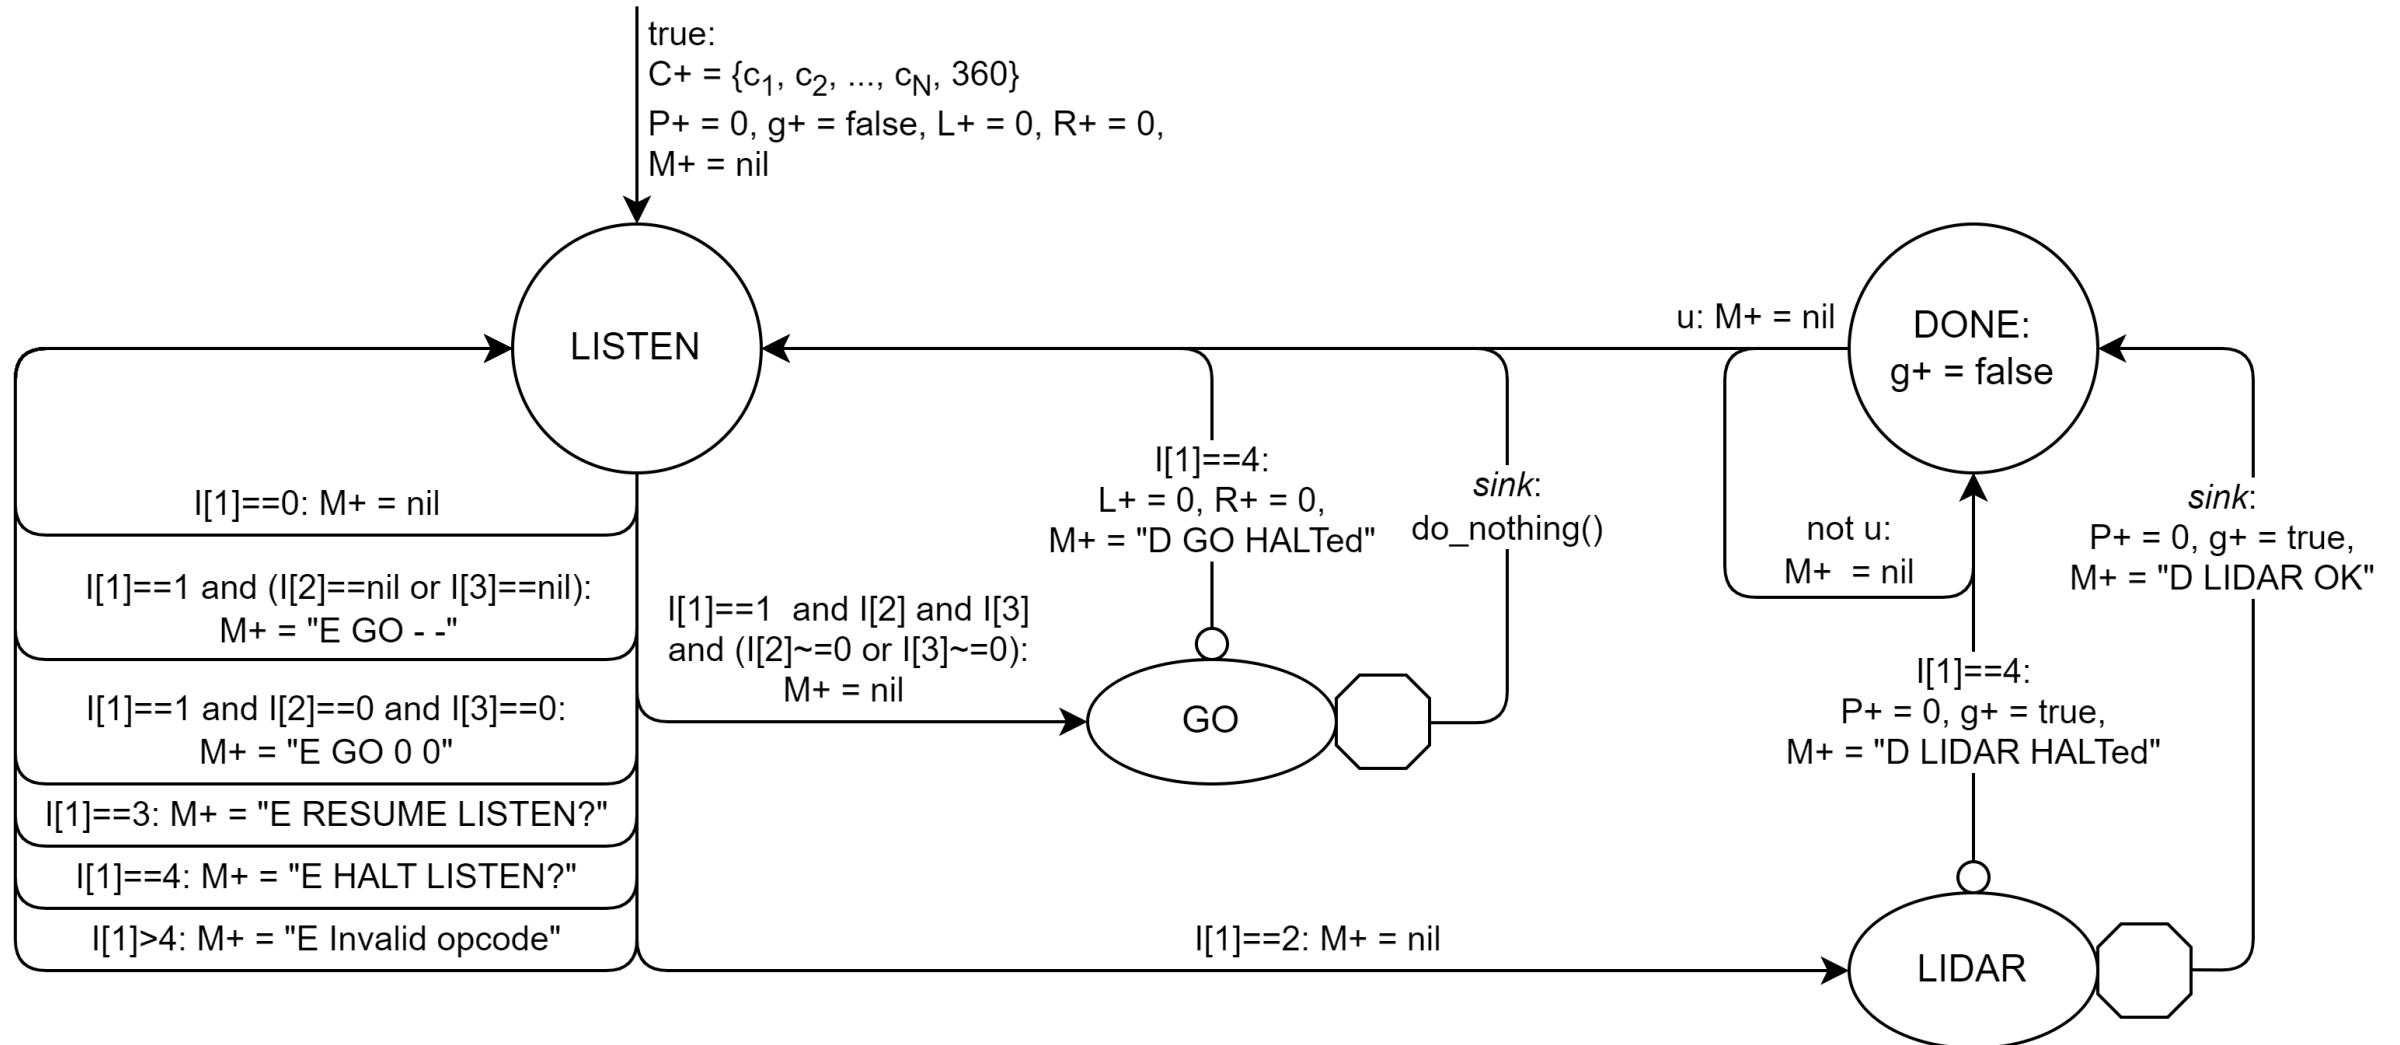 true:
C+ = {c1, c2, ..., cN, 360}
P+ = 0, g+ = false, L+ = 0, R+ = 0,
M+ = nil
LISTEN
u: M+ = nil
DONE:
g+ = false
I[1]==0: M+ = nil
I[1]==1 and (I[2]==nil or I[3]==nil):
M+ = "E GO - -"
I[1]==1 and I[2]==0 and I[3]==0:
M+ = "E GO 0 0"
I[1]==3: M+ = "E RESUME LISTEN?"
I[1]==4: M+ = "E HALT LISTEN?"
I[1]>4: M+ = "E Invalid opcode"
I[1]==1  and I[2] and I[3]
and (I[2]~=0 or I[3]~=0):
M+ = nil
I[1]==4:
L+ = 0, R+ = 0,
M+ = "D GO HALTed"
sink:
do_nothing()
GO
not u:
M+  = nil
sink:
P+ = 0, g+ = true,
M+ = "D LIDAR OK"
I[1]==4:
P+ = 0, g+ = true,
M+ = "D LIDAR HALTed"
I[1]==2: M+ = nil
LIDAR